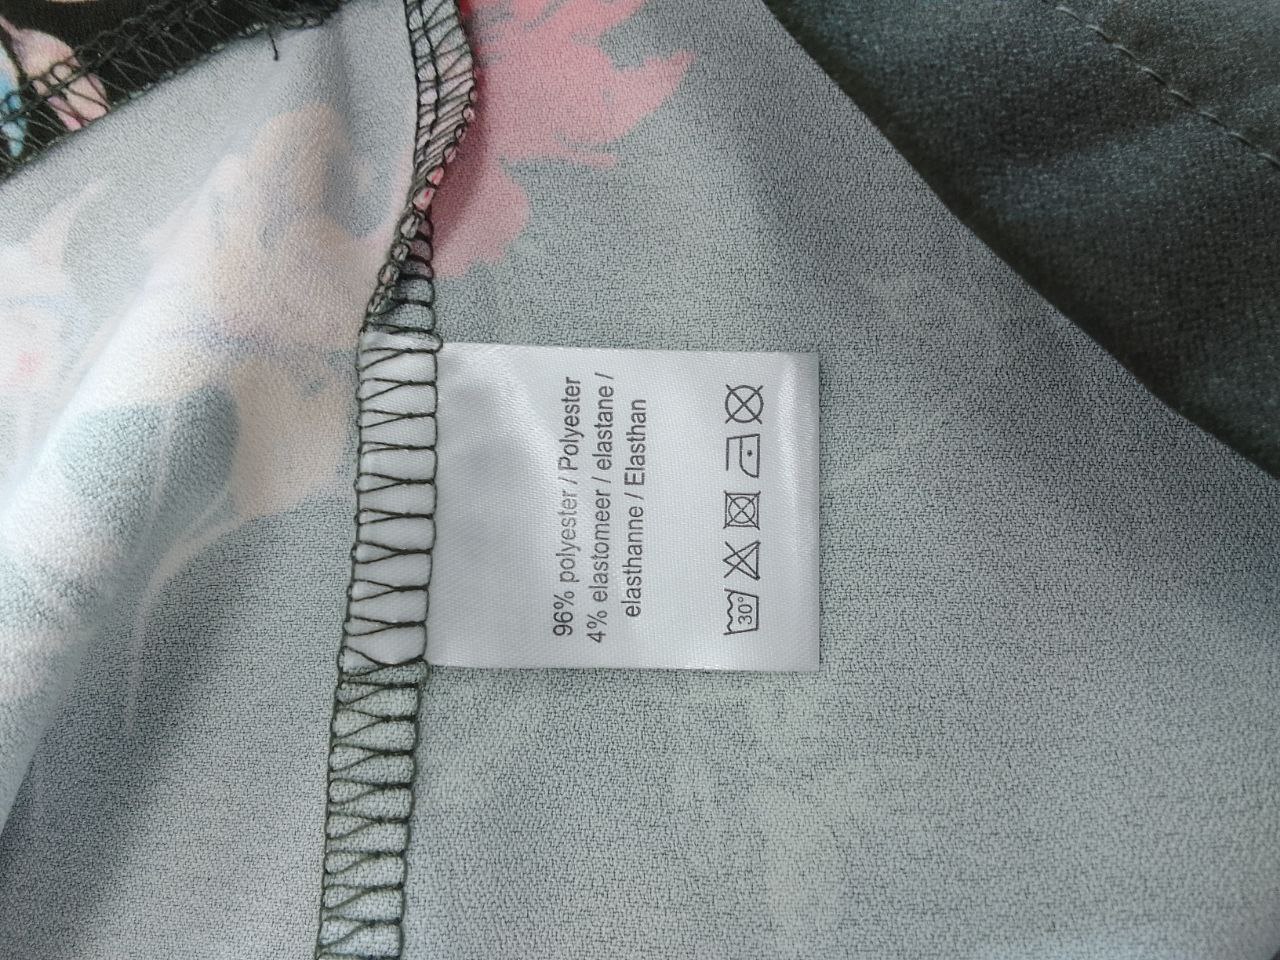 96% polyester / Polyester
4% elastomeer / elastane /
elasthanne / Elasthan
30°